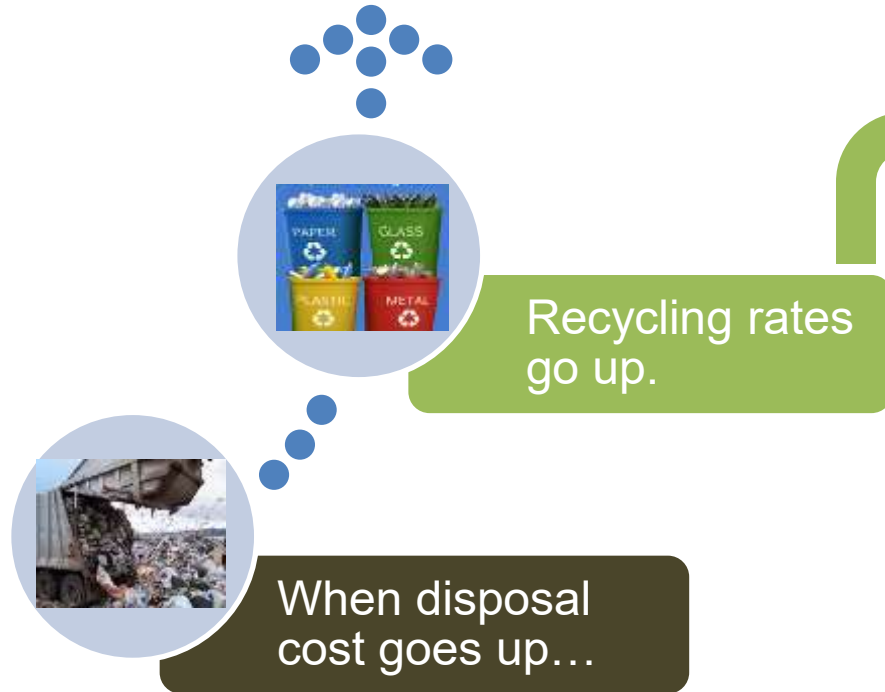 PAPER
GLASS
PLASTIC
METAL
Recycling rates
go up.
When disposal
cost goes up…